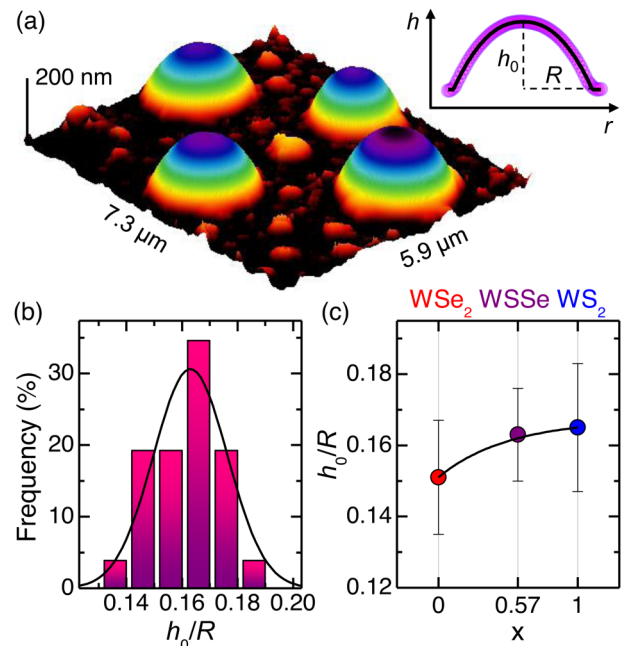 (a)
200 nm
7.3 µm
5.9 µm
h
h₀
R
r
(b)
Frequency (%)
30
20
10
0
0.14 0.16 0.18 0.20
h₀/R
(c)
WSe₂ WSSe WS₂
h₀/R
0.18
0.16
0.14
0.12
0 0.57 1
x